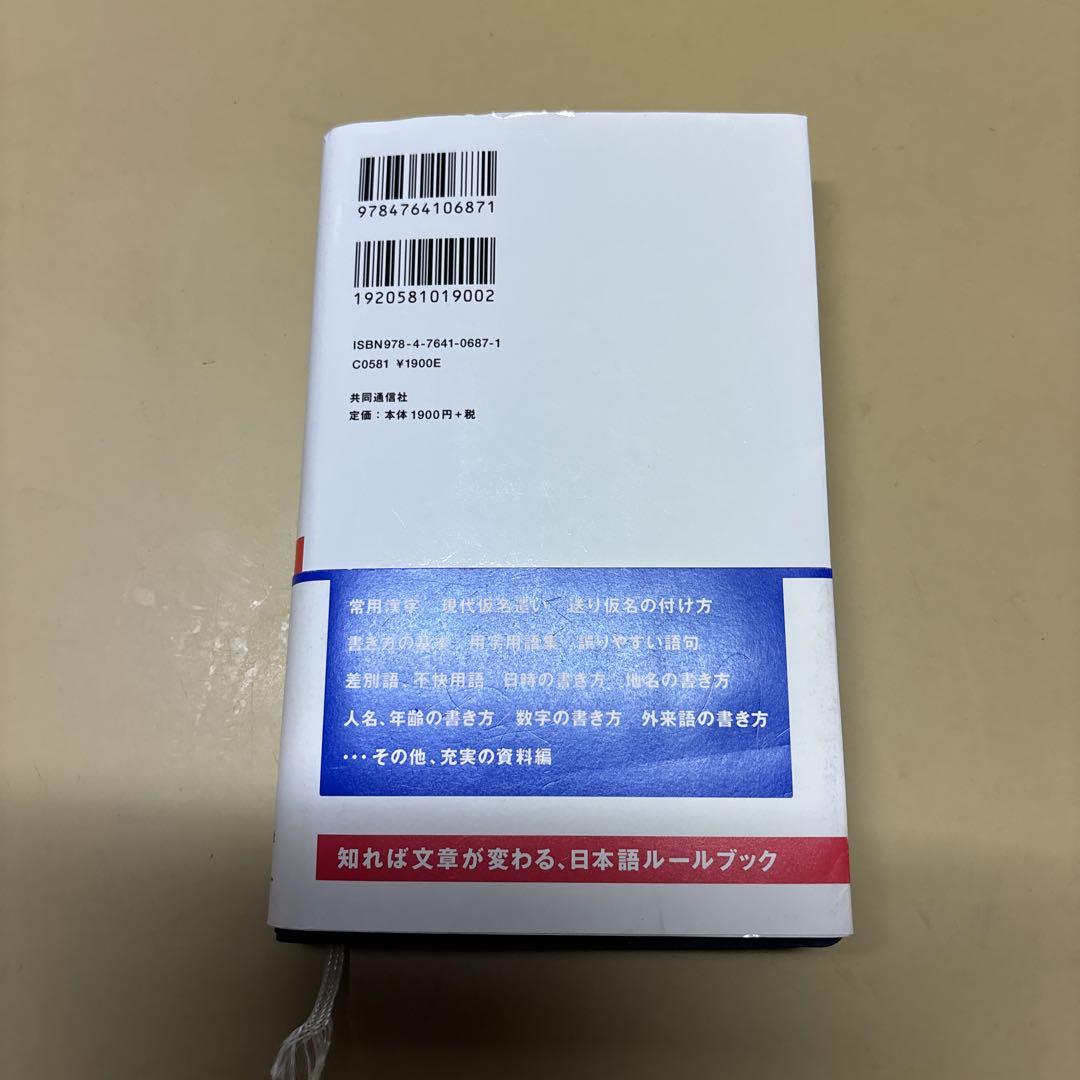 9784764106871
1920581019002
ISBN978-4-7641-0687-1
C0581 ¥1900E
共同通信社
定価：本体1900円+税
常用漢字　現代仮名遣い　送り仮名の付け方
書き方の基本　用字用語集　誤りやすい語句
差別語、不快用語　日時の書き方　地名の書き方
人名、年齢の書き方　数字の書き方　外来語の書き方
…その他、充実の資料編
知れば文章が変わる、日本語ルールブック